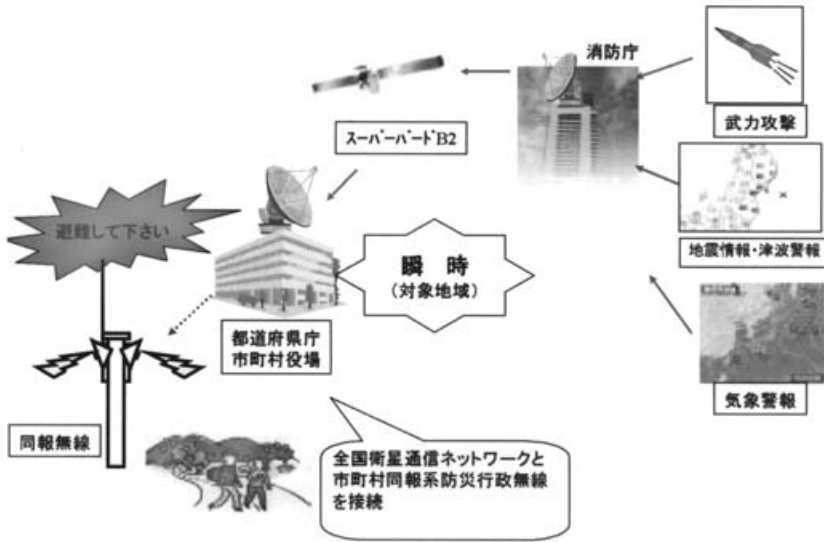 消防庁
武力攻撃
スーパーバードB2
地震情報・津波警報
避難して下さい
瞬 時
(対象地域)
都道府県庁
市町村役場
気象警報
同報無線
全国衛星通信ネットワークと
市町村同報系防災行政無線
を接続